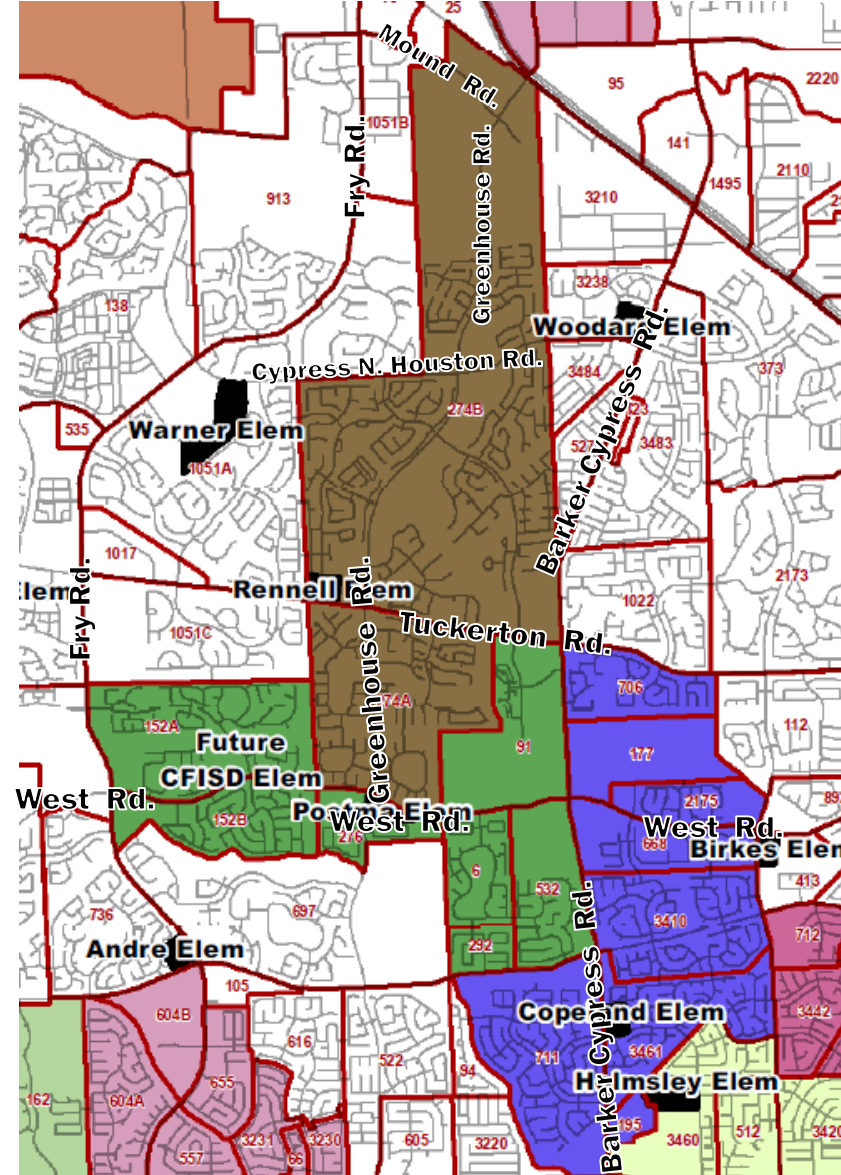 25
Mound Rd.
95
2220
1051B
Fry Rd.
Greenhouse Rd.
141
2110
1495
913
3210
3238
138
Woodard Elem
Barker Cypress Rd.
Cypress N. Houston Rd.
3484
373
274B
535
Warner Elem
1051A
3483
1017
2173
Rennell Elem
Fry Rd.
Greenhouse Rd.
1022
1051C
Tuckerton Rd.
706
152A
Future
CFISD Elem
91
177
112
West Rd.
2175
152B
276
West Rd.
West Rd.
668
6
413
532
736
697
3410
712
Andre Elem
292
Barker Cypress Rd.
105
604B
Copeland Elem
3442
616
522
711
3461
94
655
162
604A
Holmsley Elem
195
3231
3230
66
605
3220
557
3460
512